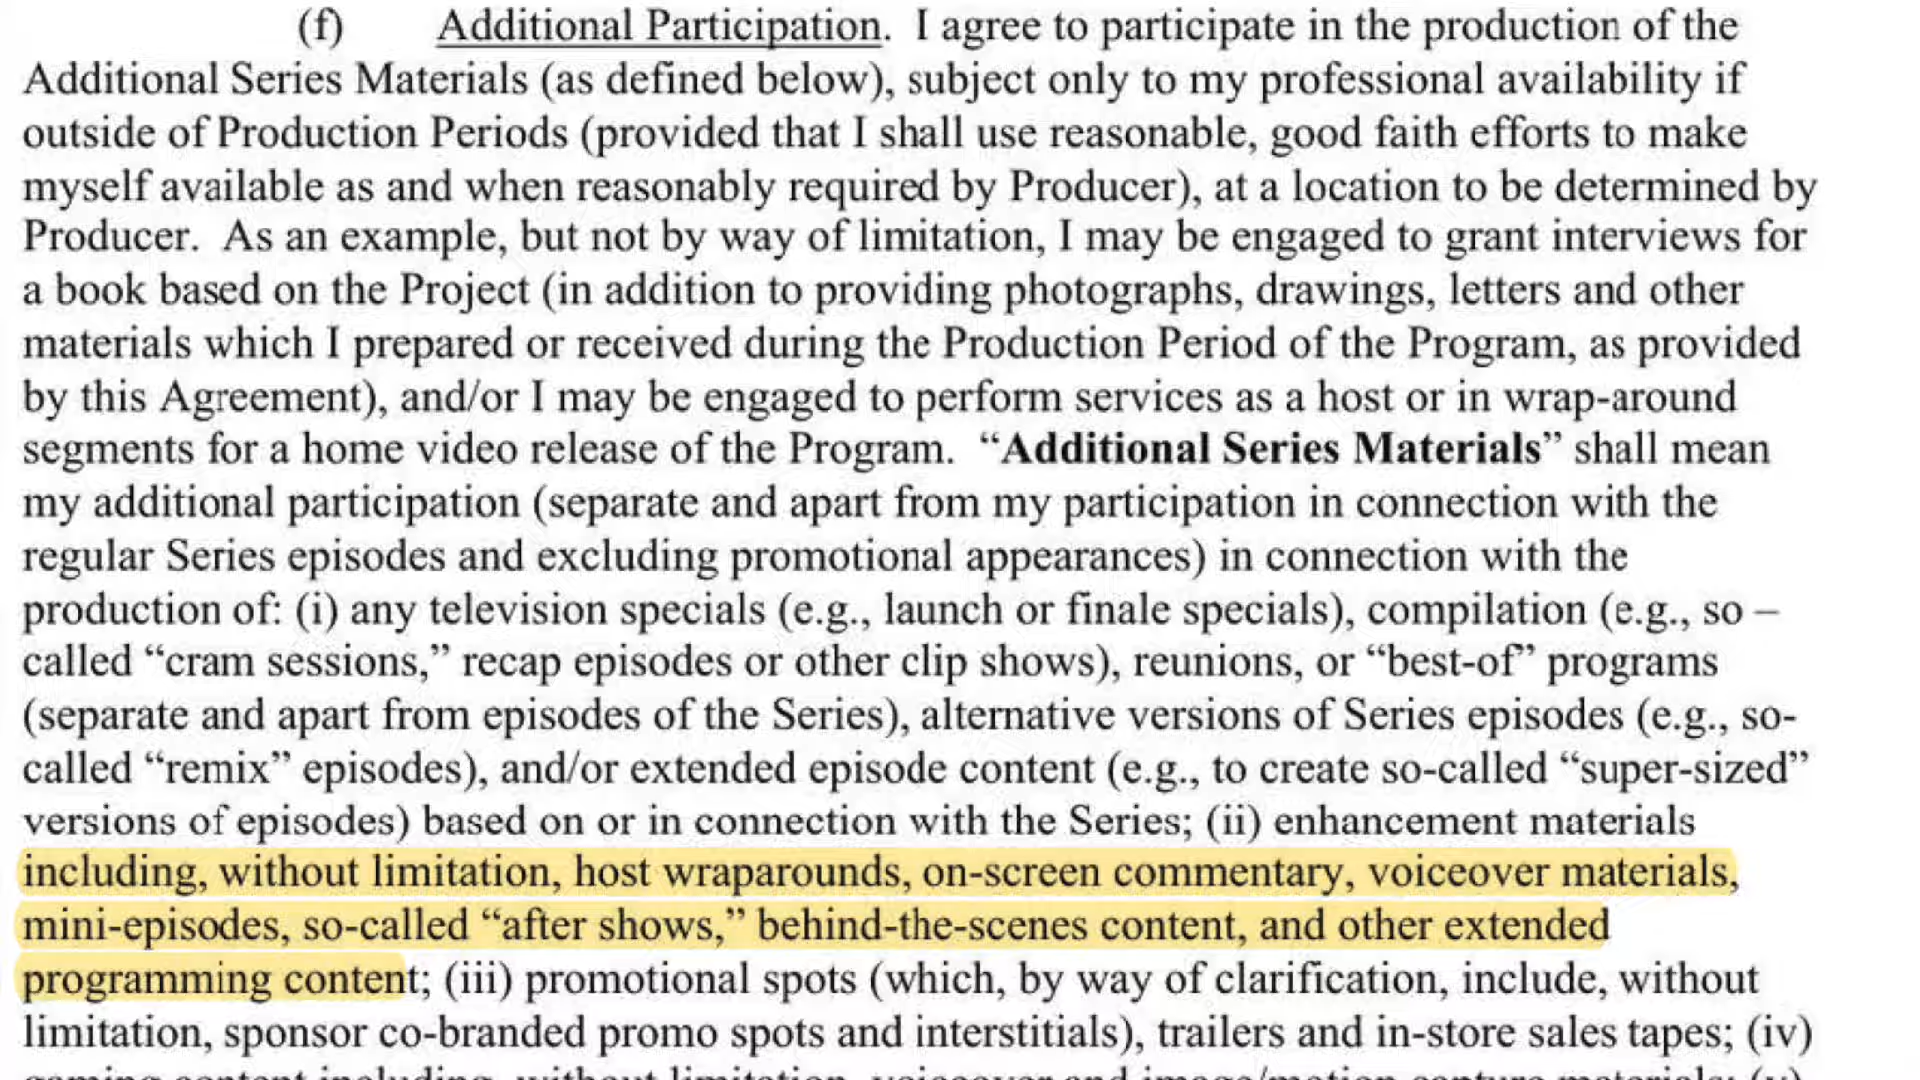 (f) Additional Participation. I agree to participate in the production of the
Additional Series Materials (as defined below), subject only to my professional availability if
outside of Production Periods (provided that I shall use reasonable, good faith efforts to make
myself available as and when reasonably required by Producer), at a location to be determined by
Producer. As an example, but not by way of limitation, I may be engaged to grant interviews for
a book based on the Project (in addition to providing photographs, drawings, letters and other
materials which I prepared or received during the Production Period of the Program, as provided
by this Agreement), and/or I may be engaged to perform services as a host or in wrap-around
segments for a home video release of the Program. “Additional Series Materials” shall mean
my additional participation (separate and apart from my participation in connection with the
regular Series episodes and excluding promotional appearances) in connection with the
production of: (i) any television specials (e.g., launch or finale specials), compilation (e.g., so –
called “cram sessions,” recap episodes or other clip shows), reunions, or “best-of” programs
(separate and apart from episodes of the Series), alternative versions of Series episodes (e.g., so-
called “remix” episodes), and/or extended episode content (e.g., to create so-called “super-sized”
versions of episodes) based on or in connection with the Series; (ii) enhancement materials
including, without limitation, host wraparounds, on-screen commentary, voiceover materials,
mini-episodes, so-called “after shows,” behind-the-scenes content, and other extended
programming content; (iii) promotional spots (which, by way of clarification, include, without
limitation, sponsor co-branded promo spots and interstitials), trailers and in-store sales tapes; (iv)